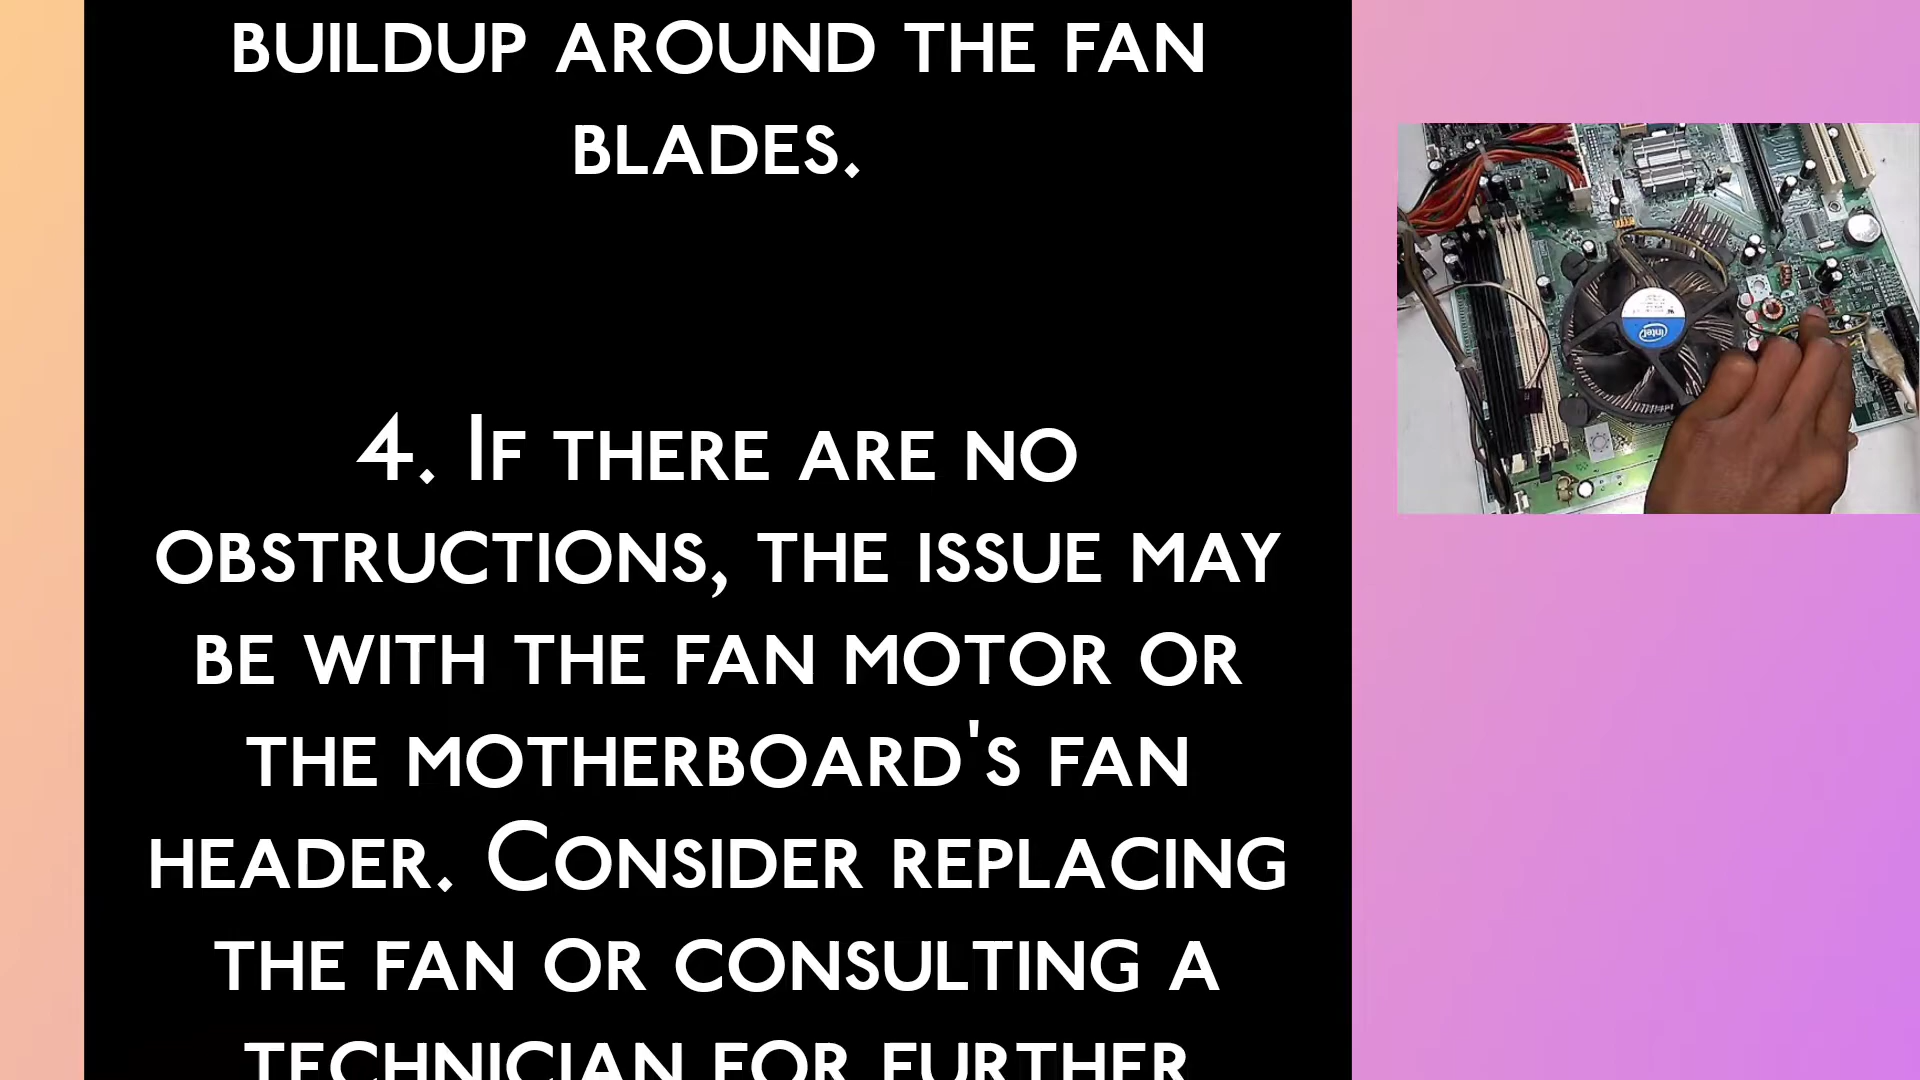 BUILDUP AROUND THE FAN
BLADES.
4. IF THERE ARE NO
OBSTRUCTIONS, THE ISSUE MAY
BE WITH THE FAN MOTOR OR
THE MOTHERBOARD'S FAN
HEADER. CONSIDER REPLACING
THE FAN OR CONSULTING A
TECHNICIAN FOR FURTHER
intel